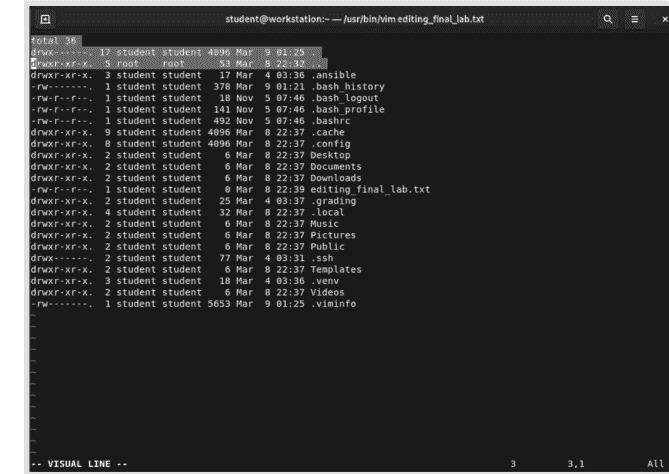 student@workstation:~ — /usr/bin/vim editing_final_lab.txt
total 36
drwx------. 17 student student 4096 Mar  9 01:25 .
drwxr-xr-x.  5 root    root      53 Mar  8 22:32 ..
drwxr-xr-x.  3 student student   17 Mar  4 03:36 .ansible
-rw-------.  1 student student  378 Mar  9 01:21 .bash_history
-rw-r--r--.  1 student student   18 Nov  5 07:46 .bash_logout
-rw-r--r--.  1 student student  141 Nov  5 07:46 .bash_profile
-rw-r--r--.  1 student student  492 Nov  5 07:46 .bashrc
drwxr-xr-x.  9 student student 4096 Mar  8 22:37 .cache
drwxr-xr-x.  8 student student 4096 Mar  8 22:37 .config
drwxr-xr-x.  2 student student    6 Mar  8 22:37 Desktop
drwxr-xr-x.  2 student student    6 Mar  8 22:37 Documents
drwxr-xr-x.  2 student student    6 Mar  8 22:37 Downloads
-rw-r--r--.  1 student student    0 Mar  8 22:39 editing_final_lab.txt
drwxr-xr-x.  2 student student   25 Mar  4 03:37 .grading
drwxr-xr-x.  4 student student   32 Mar  8 22:37 .local
drwxr-xr-x.  2 student student    6 Mar  8 22:37 Music
drwxr-xr-x.  2 student student    6 Mar  8 22:37 Pictures
drwxr-xr-x.  2 student student    6 Mar  8 22:37 Public
drwx------.  2 student student   77 Mar  4 03:31 .ssh
drwxr-xr-x.  2 student student    6 Mar  8 22:37 Templates
drwxr-xr-x.  3 student student   18 Mar  4 03:36 .venv
drwxr-xr-x.  2 student student    6 Mar  8 22:37 Videos
-rw-------.  1 student student 5653 Mar  9 01:25 .viminfo
~
~
~
~
~
~
~
~
~
~
~
~
~
-- VISUAL LINE -- 3 3,1 All